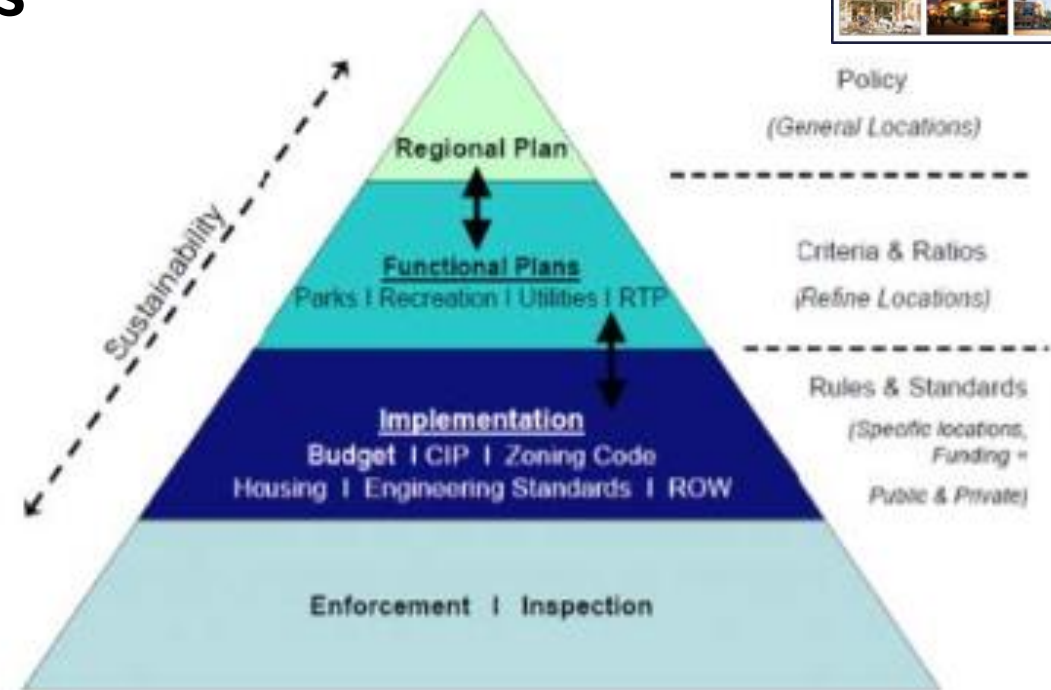 s
Sustainability
Regional Plan
Functional Plans
Parks I Recreation I Utilities I RTP
Implementation
Budget I CIP I Zoning Code
Housing I Engineering Standards I ROW
Enforcement I Inspection
Policy
(General Locations)
Criteria & Ratios
(Refine Locations)
Rules & Standards
(Specific locations,
Funding =
Public & Private)